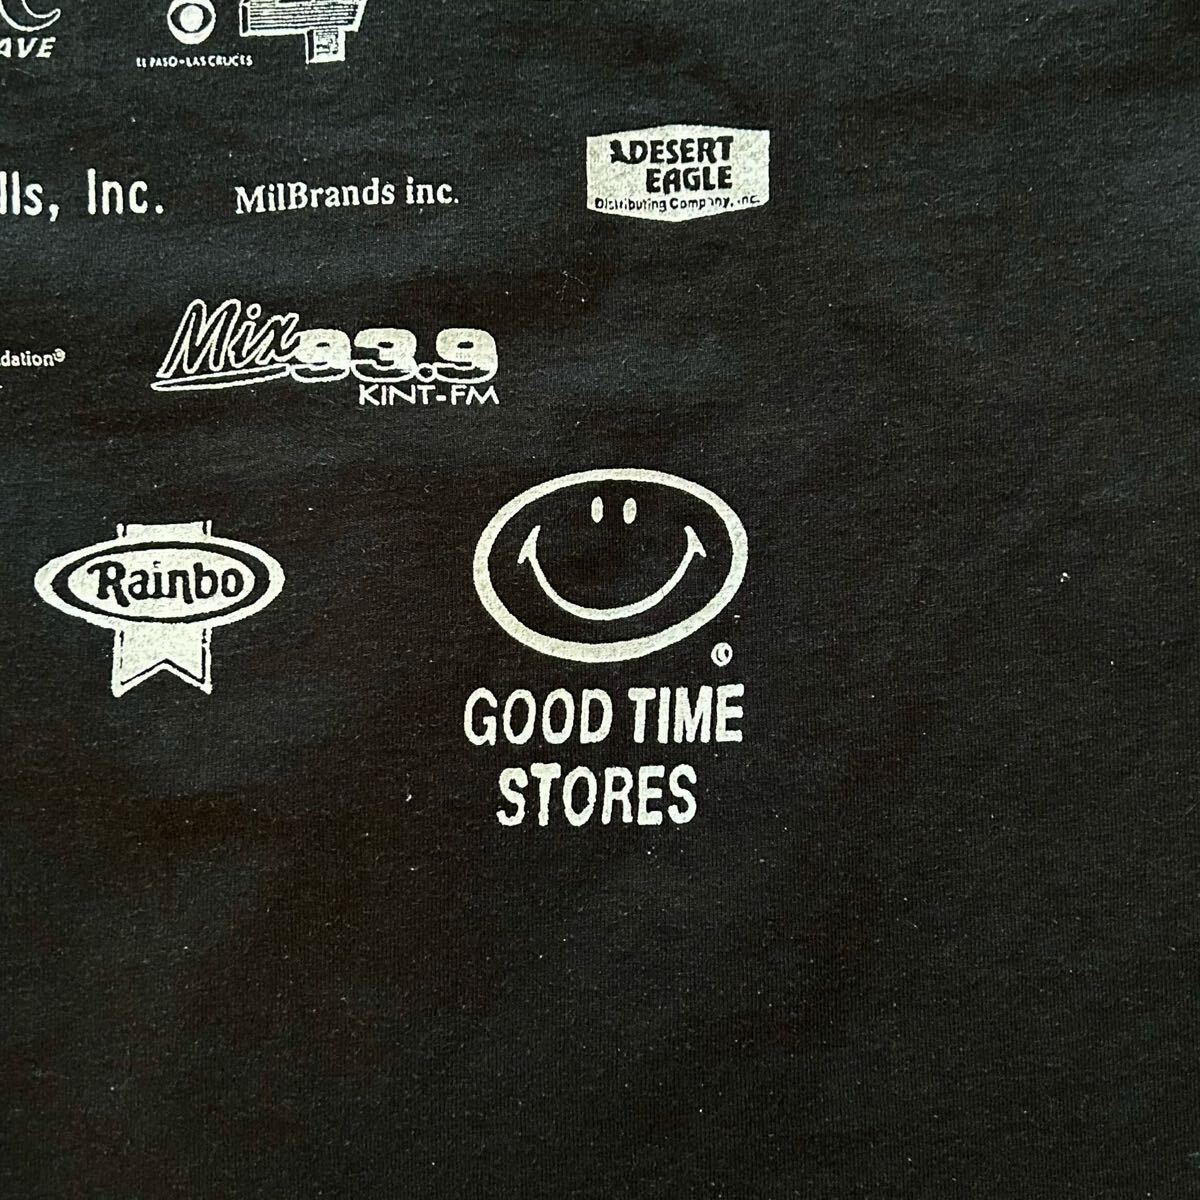 AVE
4
EL PASO-LAS CRUCES
lls, Inc.
MilBrands inc.
DESERT
EAGLE
Distributing Company, Inc.
dation®
Mix 93.9
KINT-FM
Rainbo
GOOD TIME
STORES